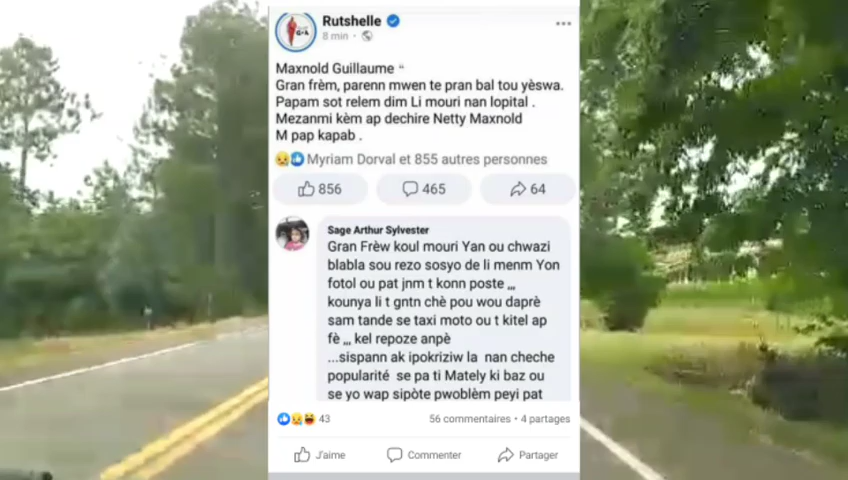 Rutshelle
8 min
Maxnold Guillaume "
Gran frèm, parenn mwen te pran bal tou yèswa.
Papam sot relem dim Li mouri nan lopital .
Mezanmi kèm ap dechire Netty Maxnold
M pap kapab .
Myriam Dorval et 855 autres personnes
856
465
64
Sage Arthur Sylvester
Gran Frèw koul mouri Yan ou chwazi
blabla sou rezo sosyo de li menm Yon
fotol ou pat jnm t konn poste ,,,
kounya li t gntn chè pou wou daprè
sam tande se taxi moto ou t kitel ap
fè ,,, kel repoze anpè
...sispann ak ipokriziw la nan cheche
popularité se pa ti Mately ki baz ou
se yo wap sipòte pwoblèm peyi pat
43
56 commentaires • 4 partages
J'aime
Commenter
Partager